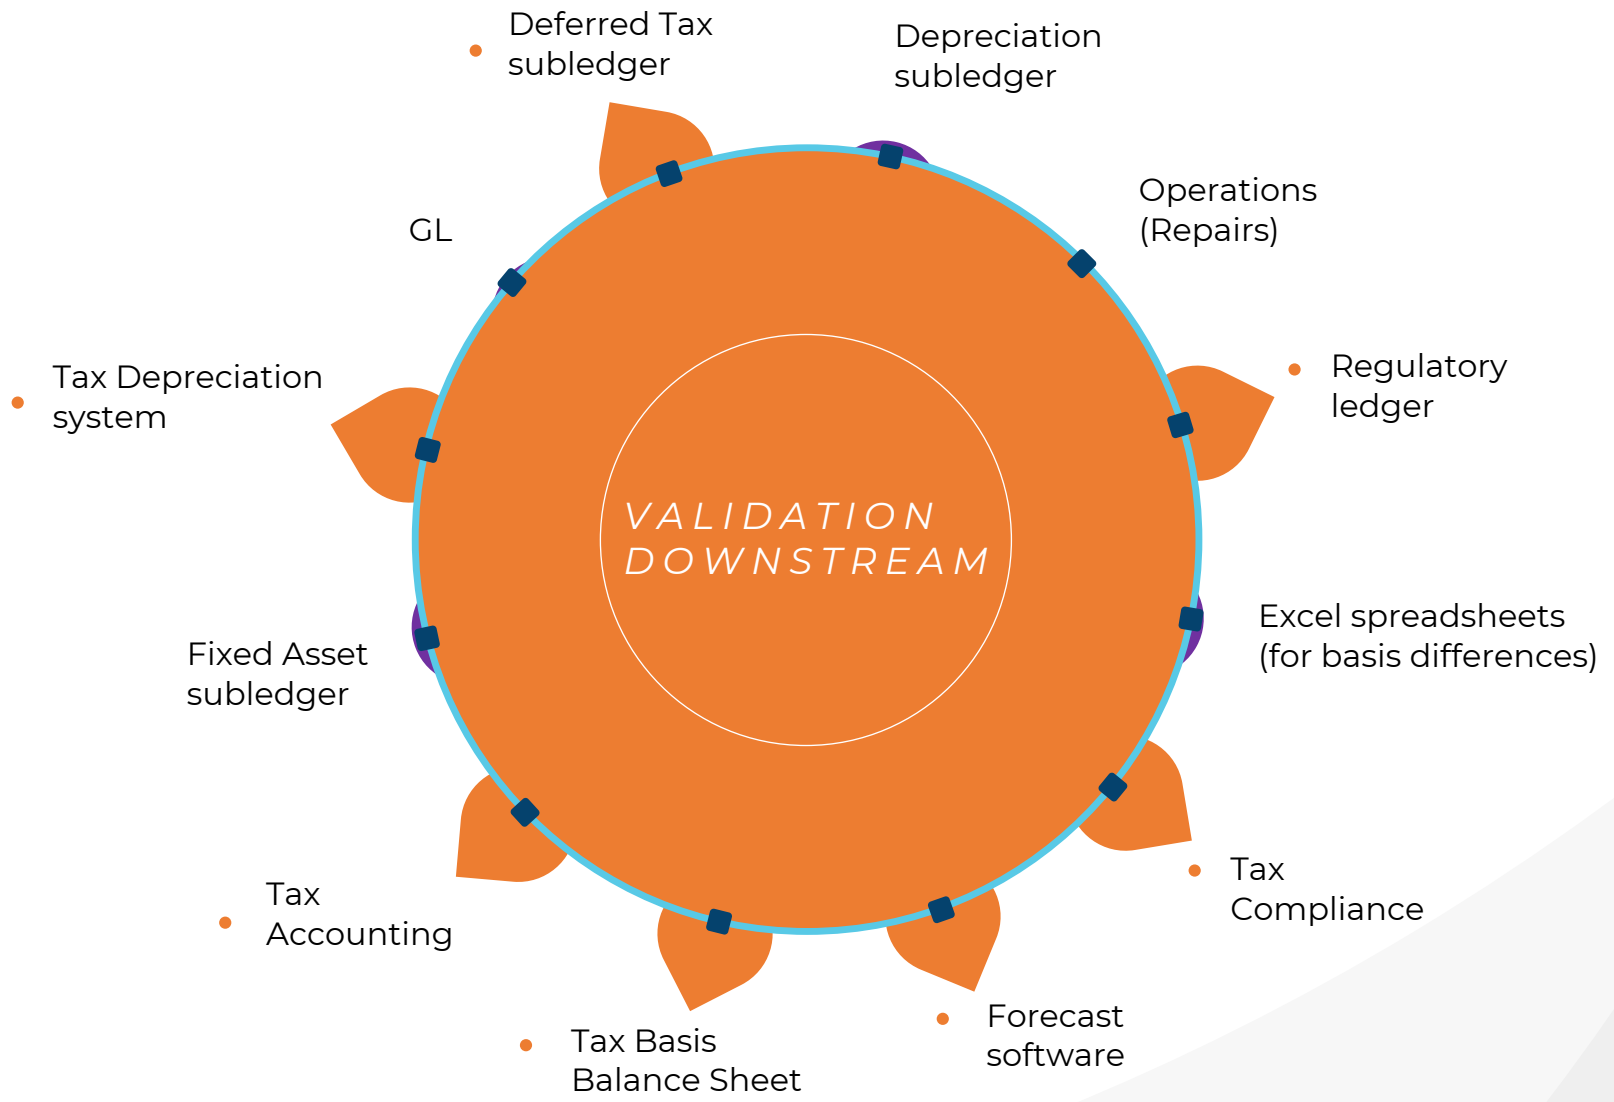 Deferred Tax
subledger
Depreciation
subledger
Operations
(Repairs)
GL
Regulatory
ledger
Tax Depreciation
system
VALIDATION
DOWNSTREAM
Excel spreadsheets
(for basis differences)
Fixed Asset
subledger
Tax
Compliance
Tax
Accounting
Forecast
software
Tax Basis
Balance Sheet